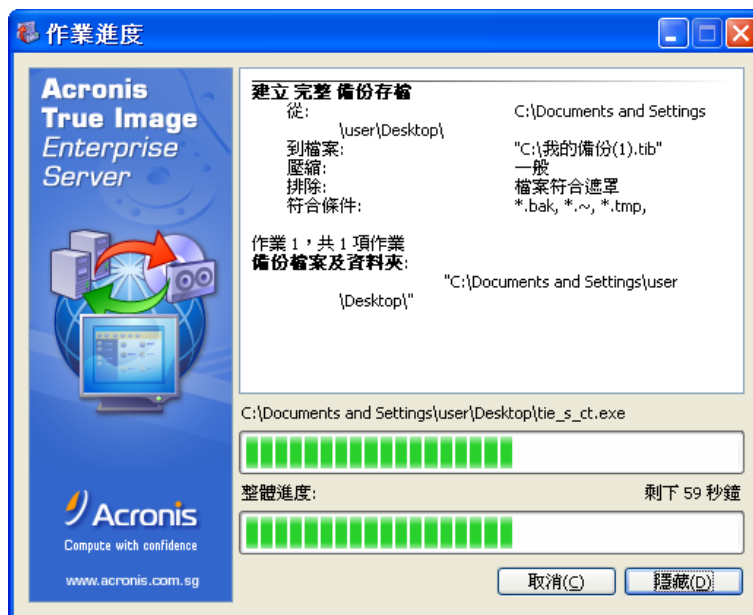 作業進度
Acronis
True Image
Enterprise
Server
建立 完整 備份存檔
從: C:\Documents and Settings
\user\Desktop\
到檔案: "C:\我的備份(1).tib"
壓縮: 一般
排除: 檔案符合遮罩
符合條件: *.bak, *.~, *.tmp,
作業 1，共 1 項作業
備份檔案及資料夾:
"C:\Documents and Settings\user
\Desktop\"
C:\Documents and Settings\user\Desktop\tie_s_ct.exe
整體進度: 剩下 59 秒鐘
Acronis
Compute with confidence
www.acronis.com.sg
取消(C) 隱藏(D)